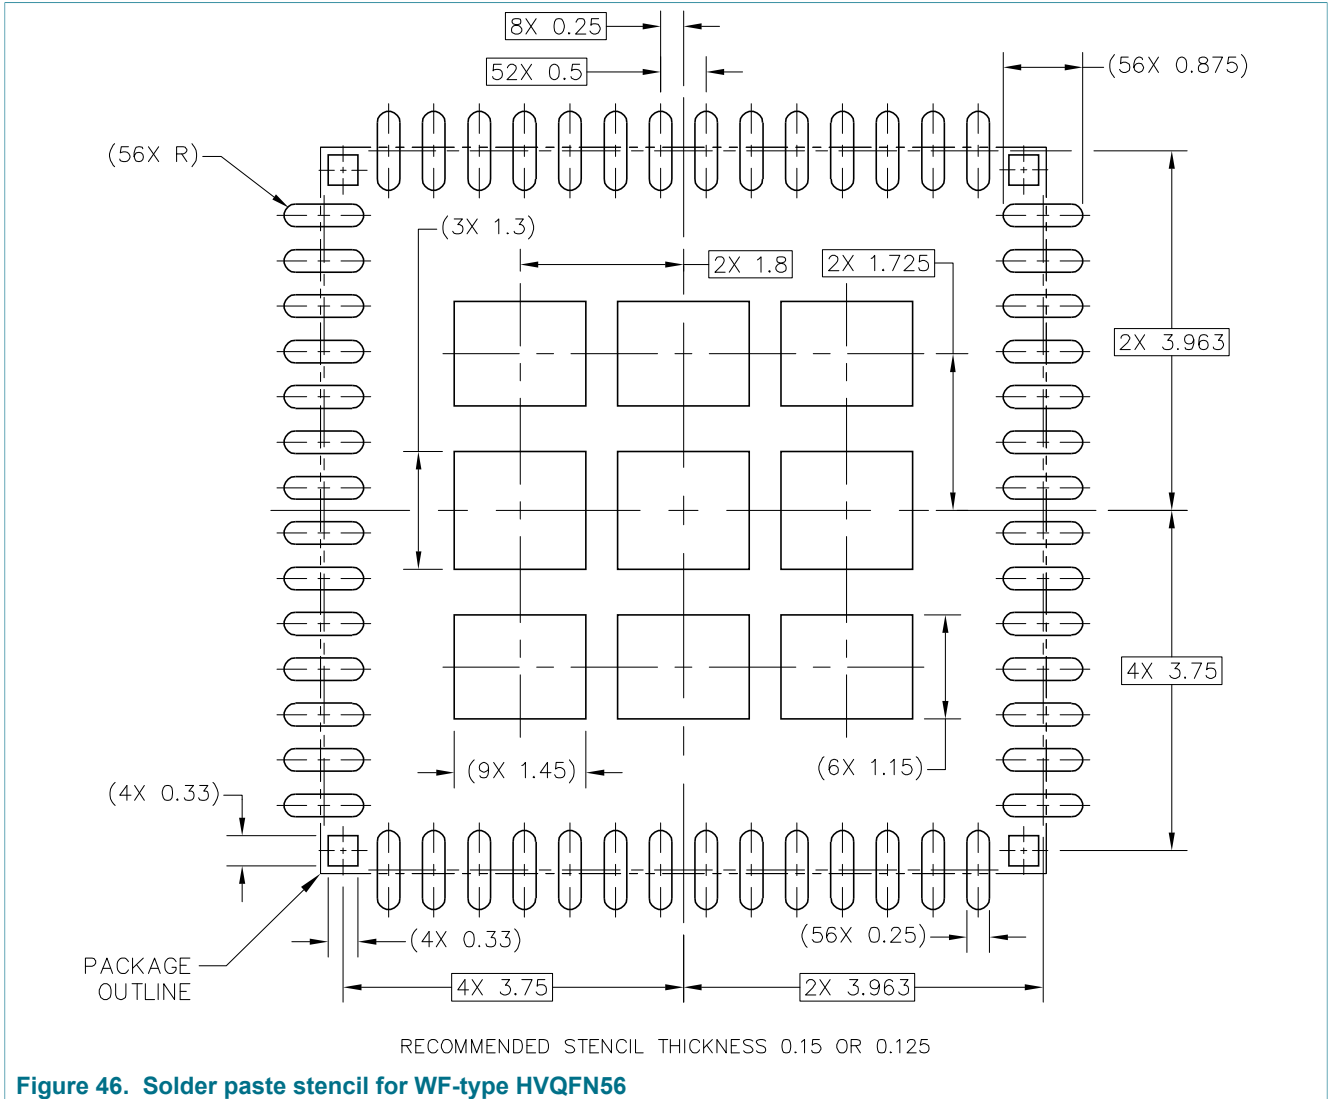 8X 0.25
52X 0.5
(56X 0.875)
(56X R)
(3X 1.3)
2X 1.8
2X 1.725
2X 3.963
4X 3.75
(9X 1.45)
(6X 1.15)
(4X 0.33)
(4X 0.33)
(56X 0.25)
PACKAGE
OUTLINE
4X 3.75
2X 3.963
RECOMMENDED STENCIL THICKNESS 0.15 OR 0.125
Figure 46. Solder paste stencil for WF-type HVQFN56